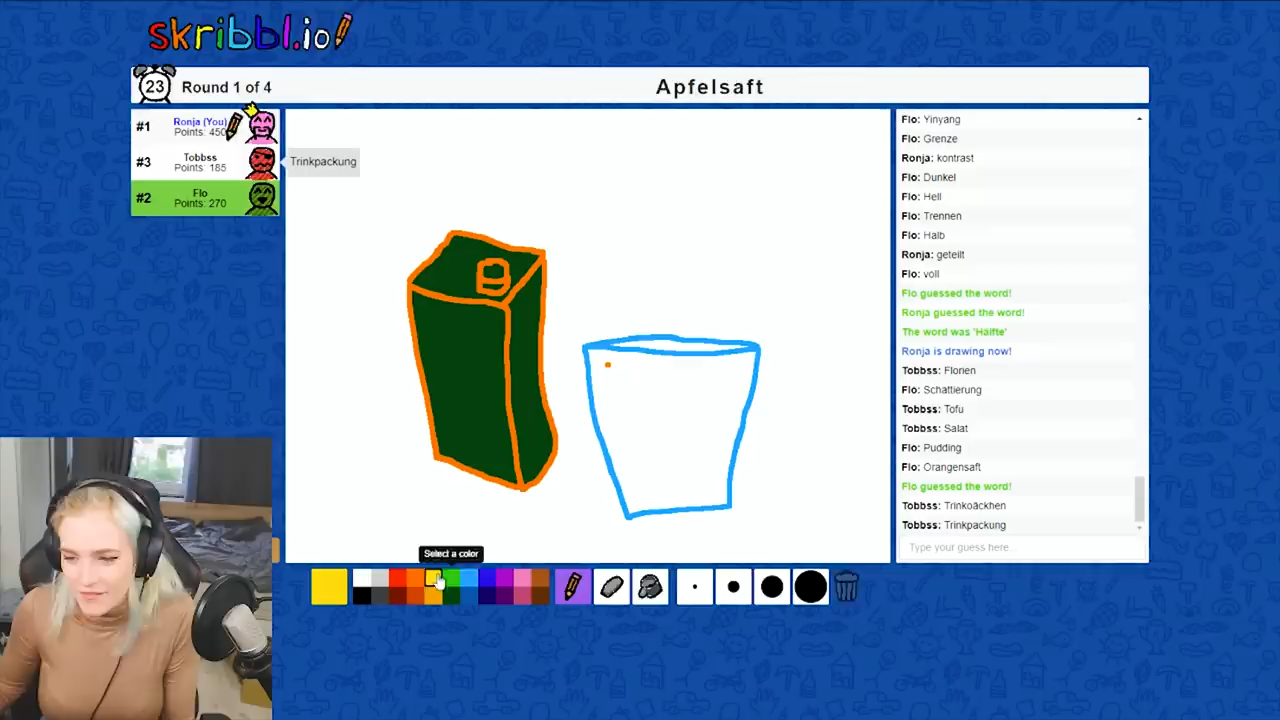 skribbl.io
23
Round 1 of 4
Apfelsaft
#1
Ronja (You)
Points: 450
#3
Tobbss
Points: 185
Trinkpackung
#2
Flo
Points: 270
Flo: Yinyang
Flo: Grenze
Ronja: kontrast
Flo: Dunkel
Flo: Hell
Flo: Trennen
Flo: Halb
Ronja: geteilt
Flo: voll
Flo guessed the word!
Ronja guessed the word!
The word was 'Hälfte'
Ronja is drawing now!
Tobbss: Florien
Flo: Schattierung
Tobbss: Tofu
Tobbss: Salat
Flo: Pudding
Flo: Orangensaft
Flo guessed the word!
Tobbss: Trinkoäckhen
Tobbss: Trinkpackung
Type your guess here...
Select a color